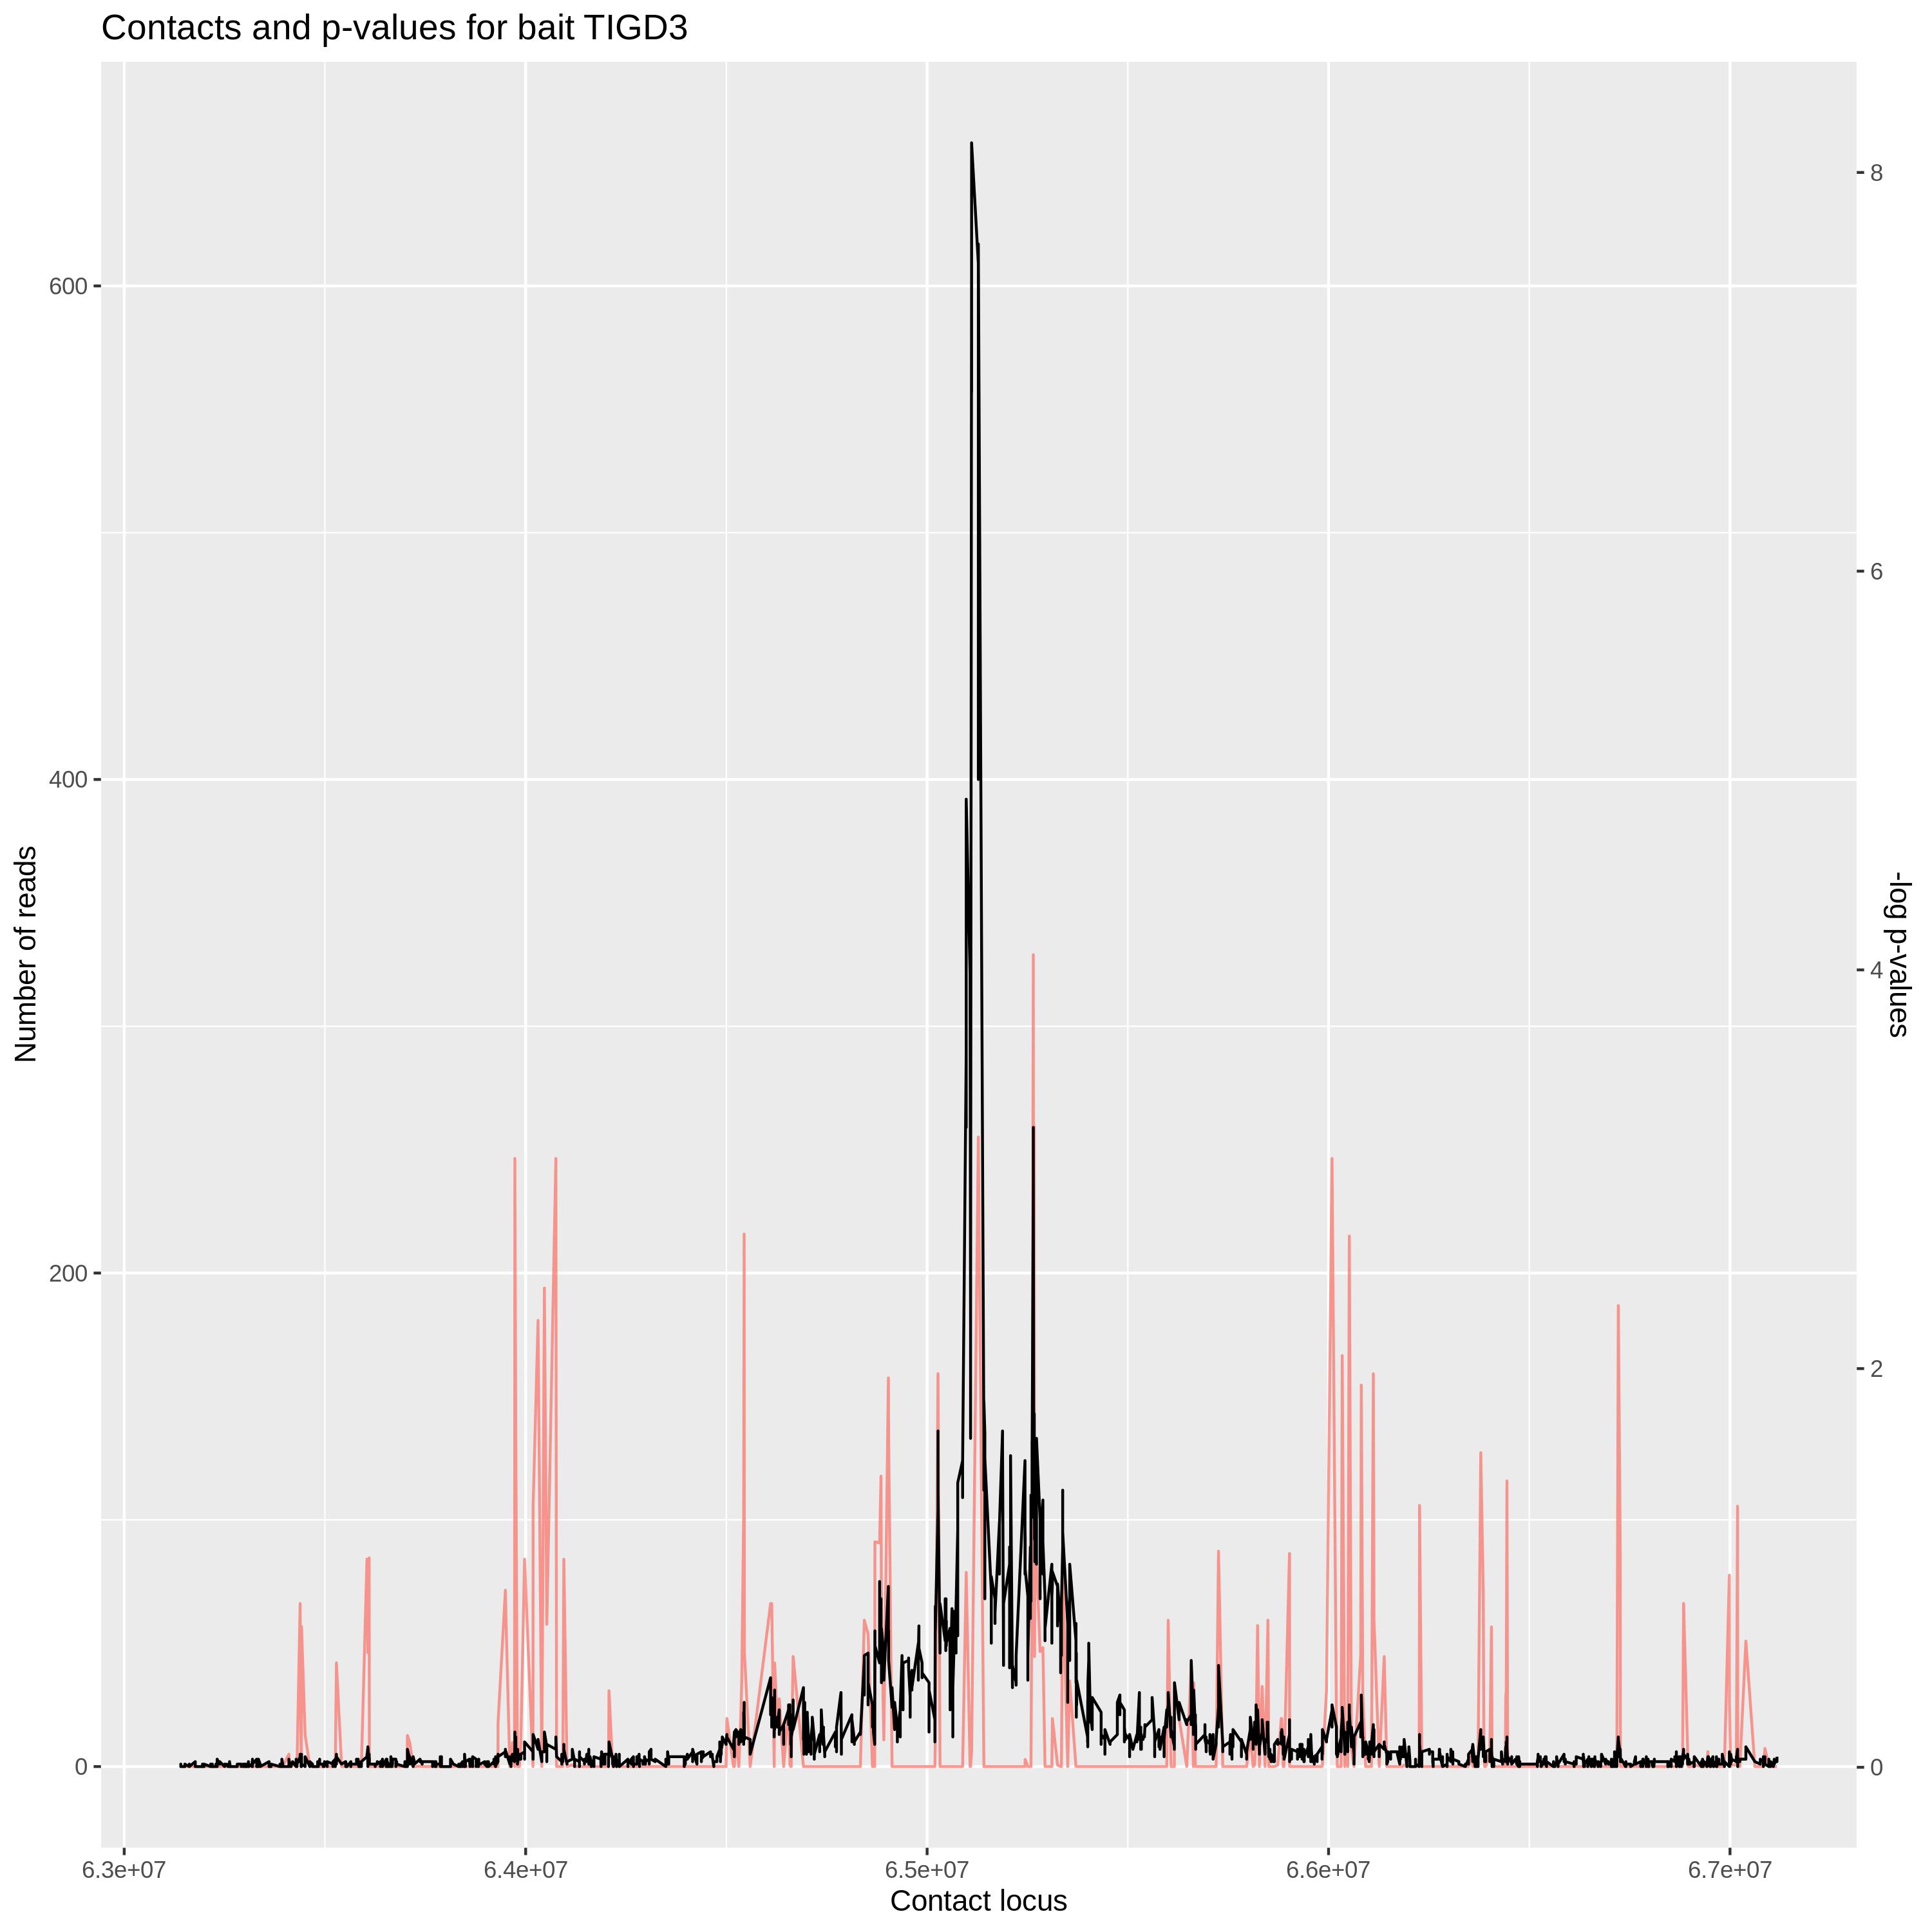 Contacts and p-values for bait TIGD3
Number of reads
600
400
200
0
8
6
4
2
0
-log p-values
6.3e+07
6.4e+07
6.5e+07
6.6e+07
6.7e+07
Contact locus